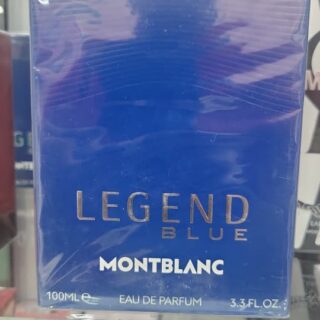 LEGEND
BLUE
MONTBLANC
100ML ℮ EAU DE PARFUM 3.3 FL.OZ